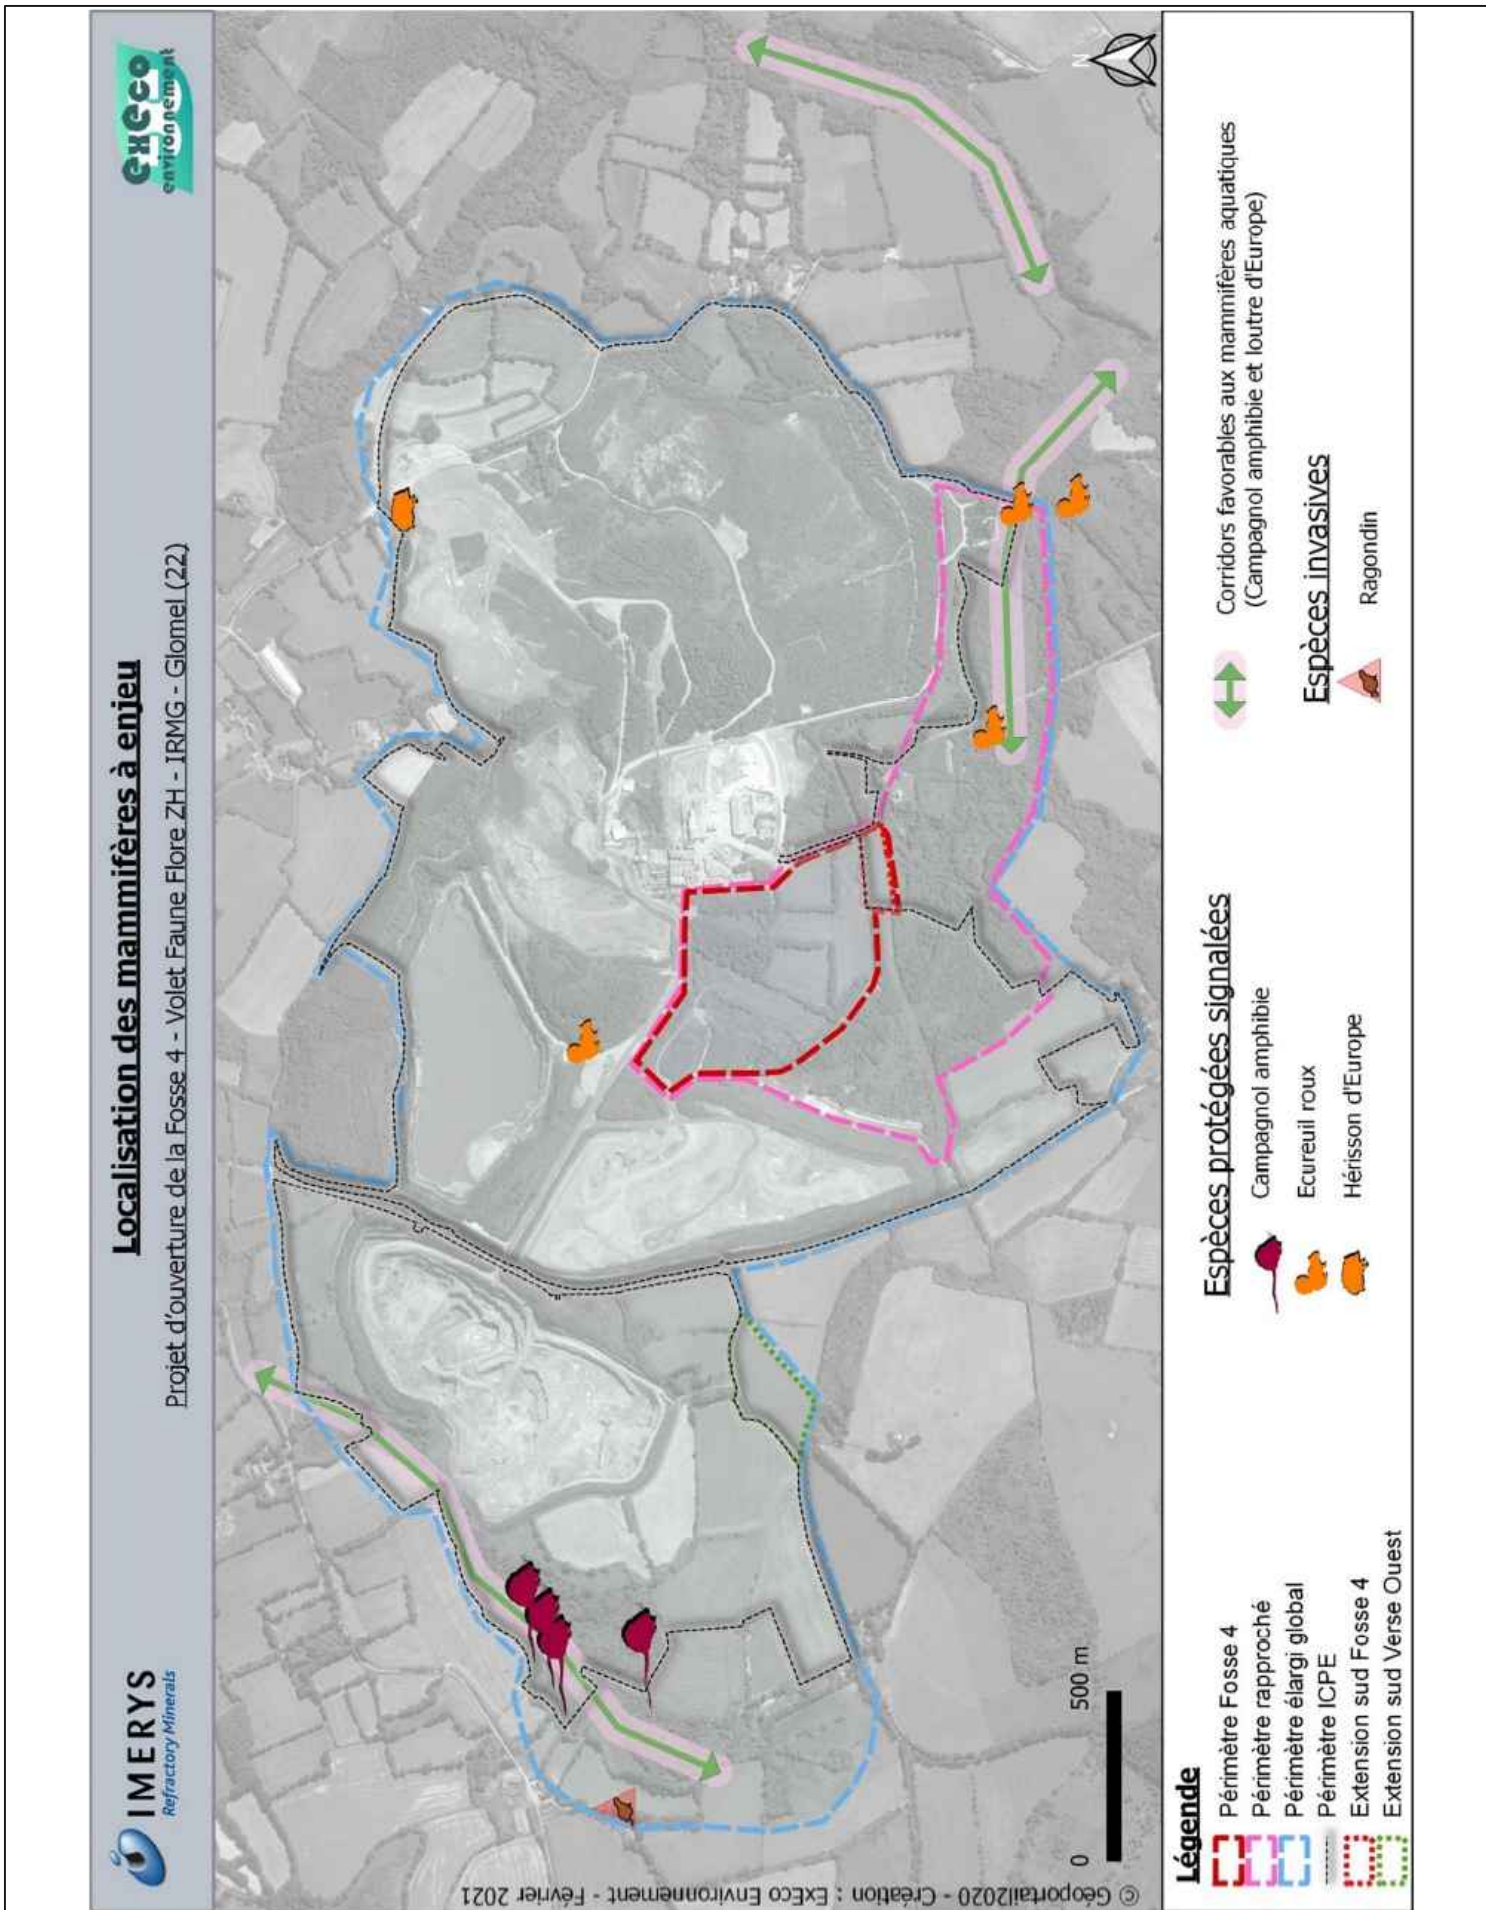 IMERYS
Refractory Minerals
Localisation des mammifères à enjeu
Projet d'ouverture de la Fosse 4 - Volet Faune Flore ZH - IRMG - Glomel (22)
execo
environnement
N
0
500 m
© Géoportail2020 - Création : ExEco Environnement - Février 2021
Légende
Périmètre Fosse 4
Périmètre rapproché
Périmètre élargi global
Périmètre ICPE
Extension sud Fosse 4
Extension sud Verse Ouest
Espèces protégées signalées
Campagnol amphibie
Ecureuil roux
Hérisson d'Europe
Corridors favorables aux mammifères aquatiques
(Campagnol amphibie et loutre d'Europe)
Espèces invasives
Ragondin